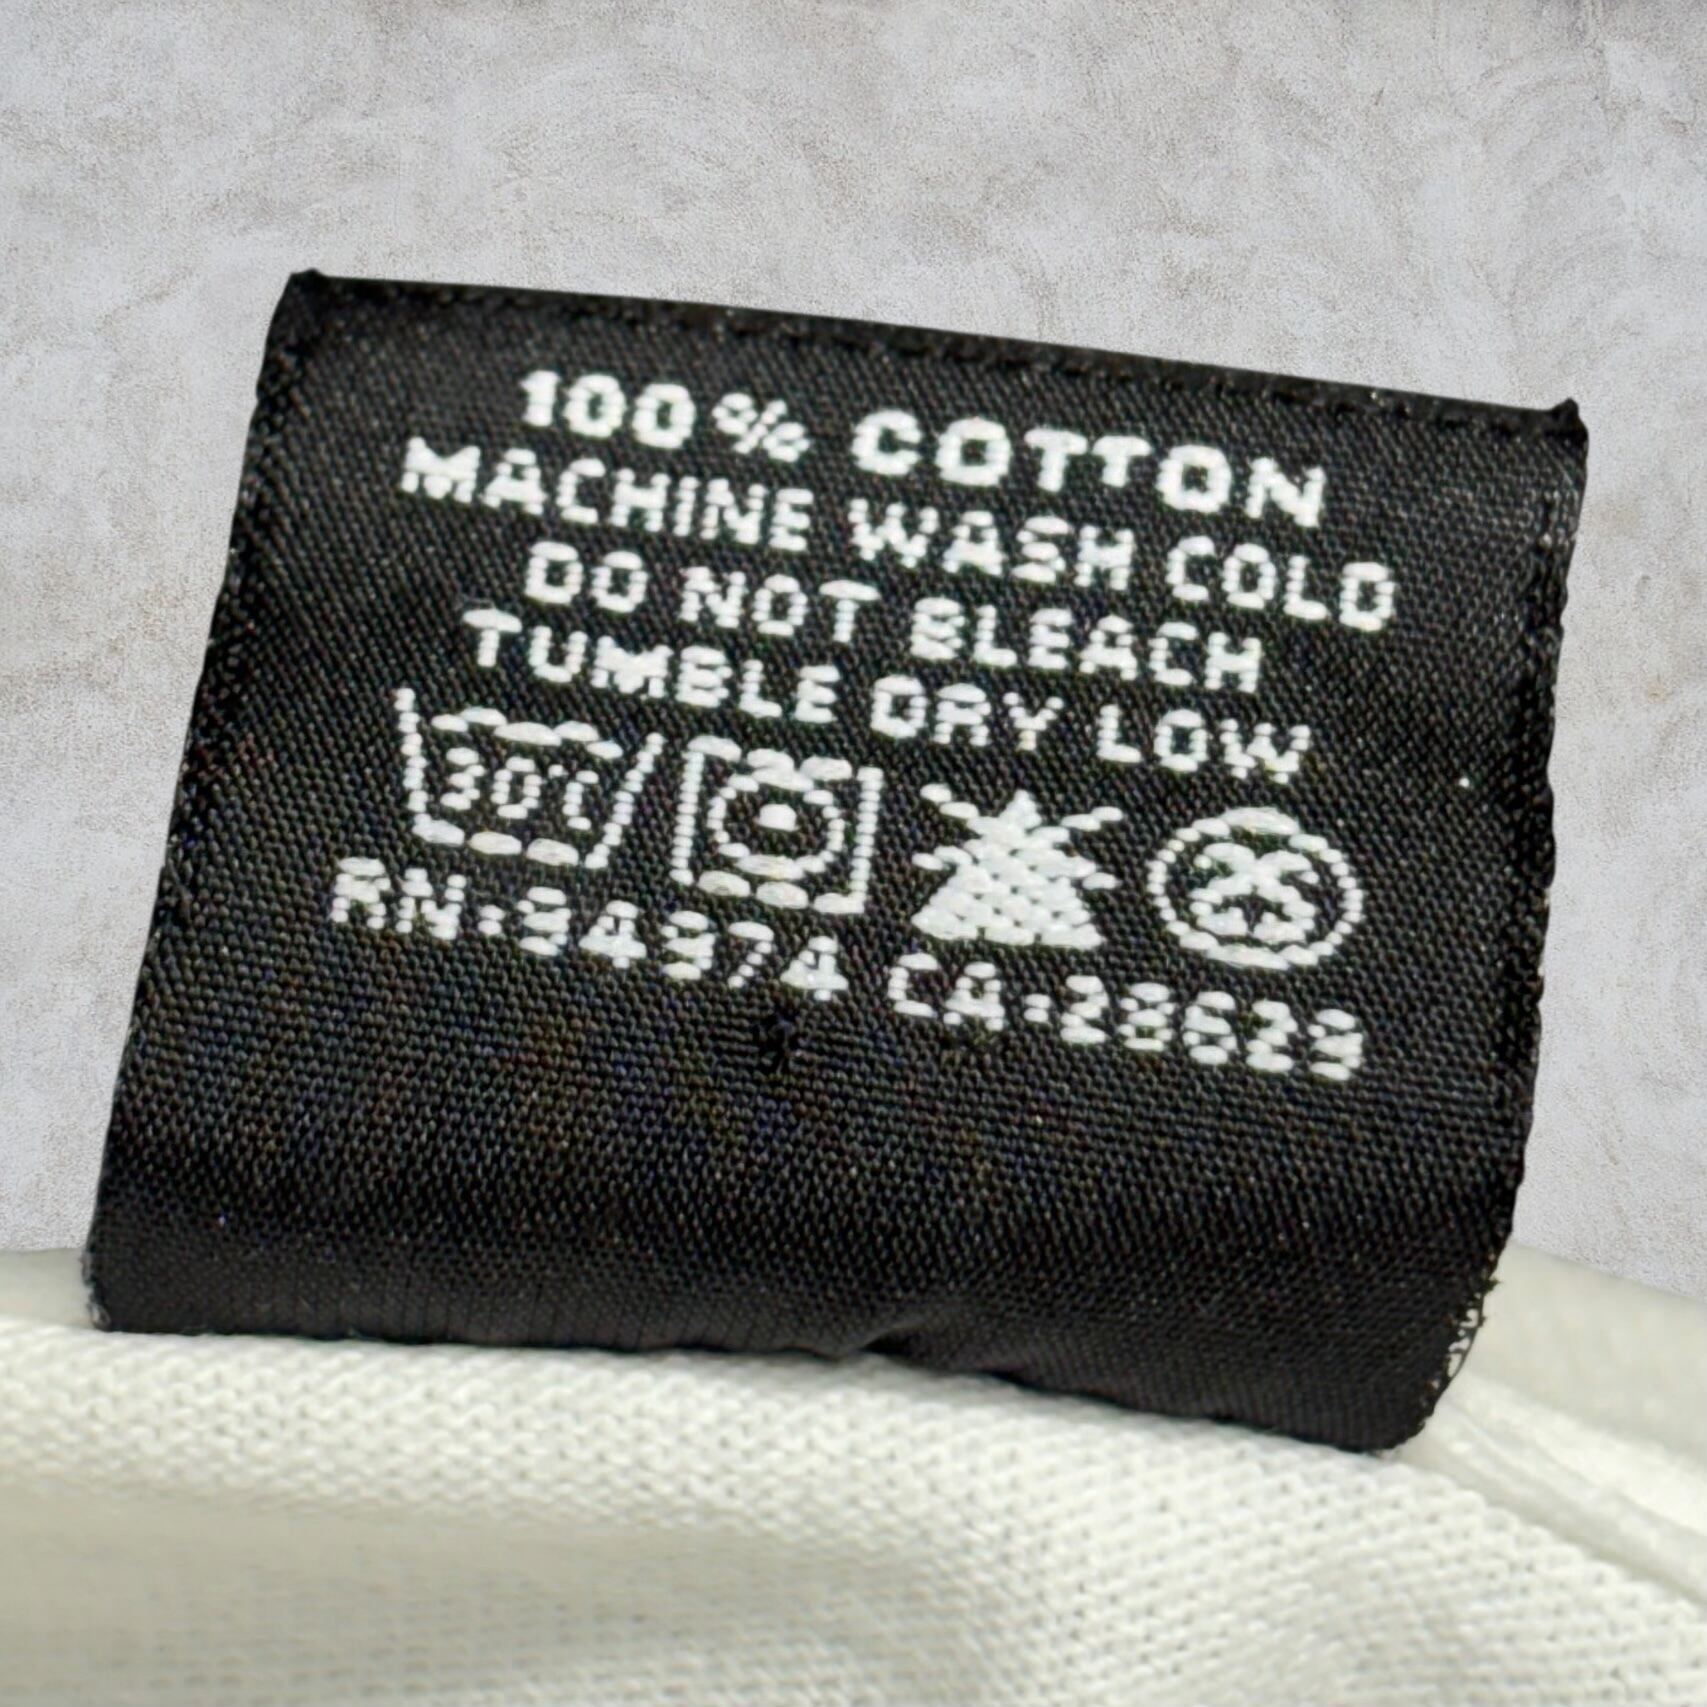 100% COTTON
MACHINE WASH COLD
DO NOT BLEACH
TUMBLE DRY LOW
30°C
RN:94974 CA:28629